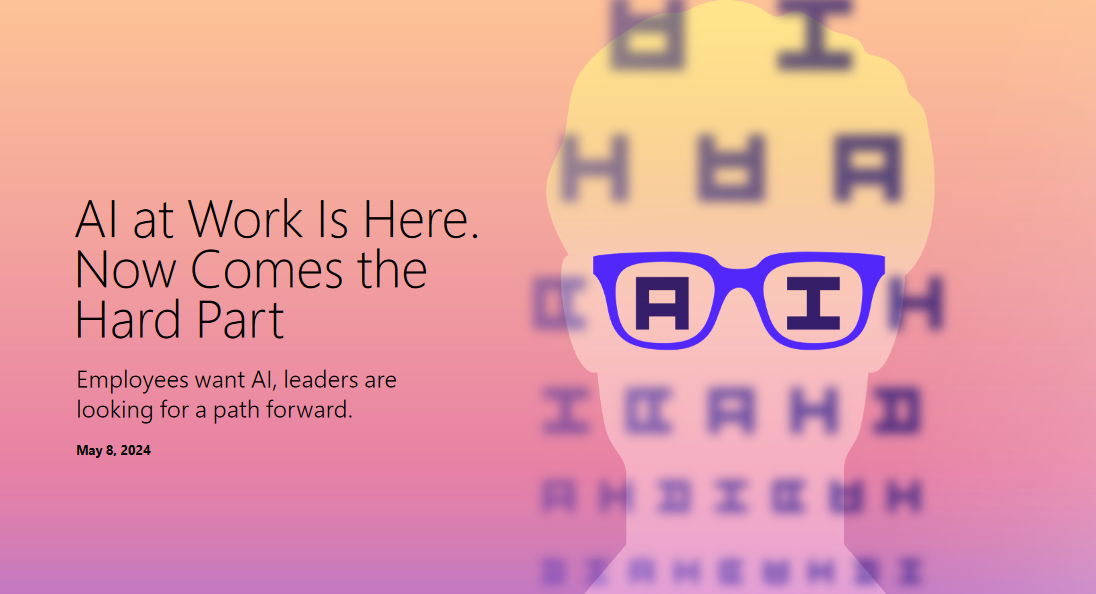 AI at Work Is Here.
Now Comes the
Hard Part
Employees want AI, leaders are
looking for a path forward.
May 8, 2024
A I